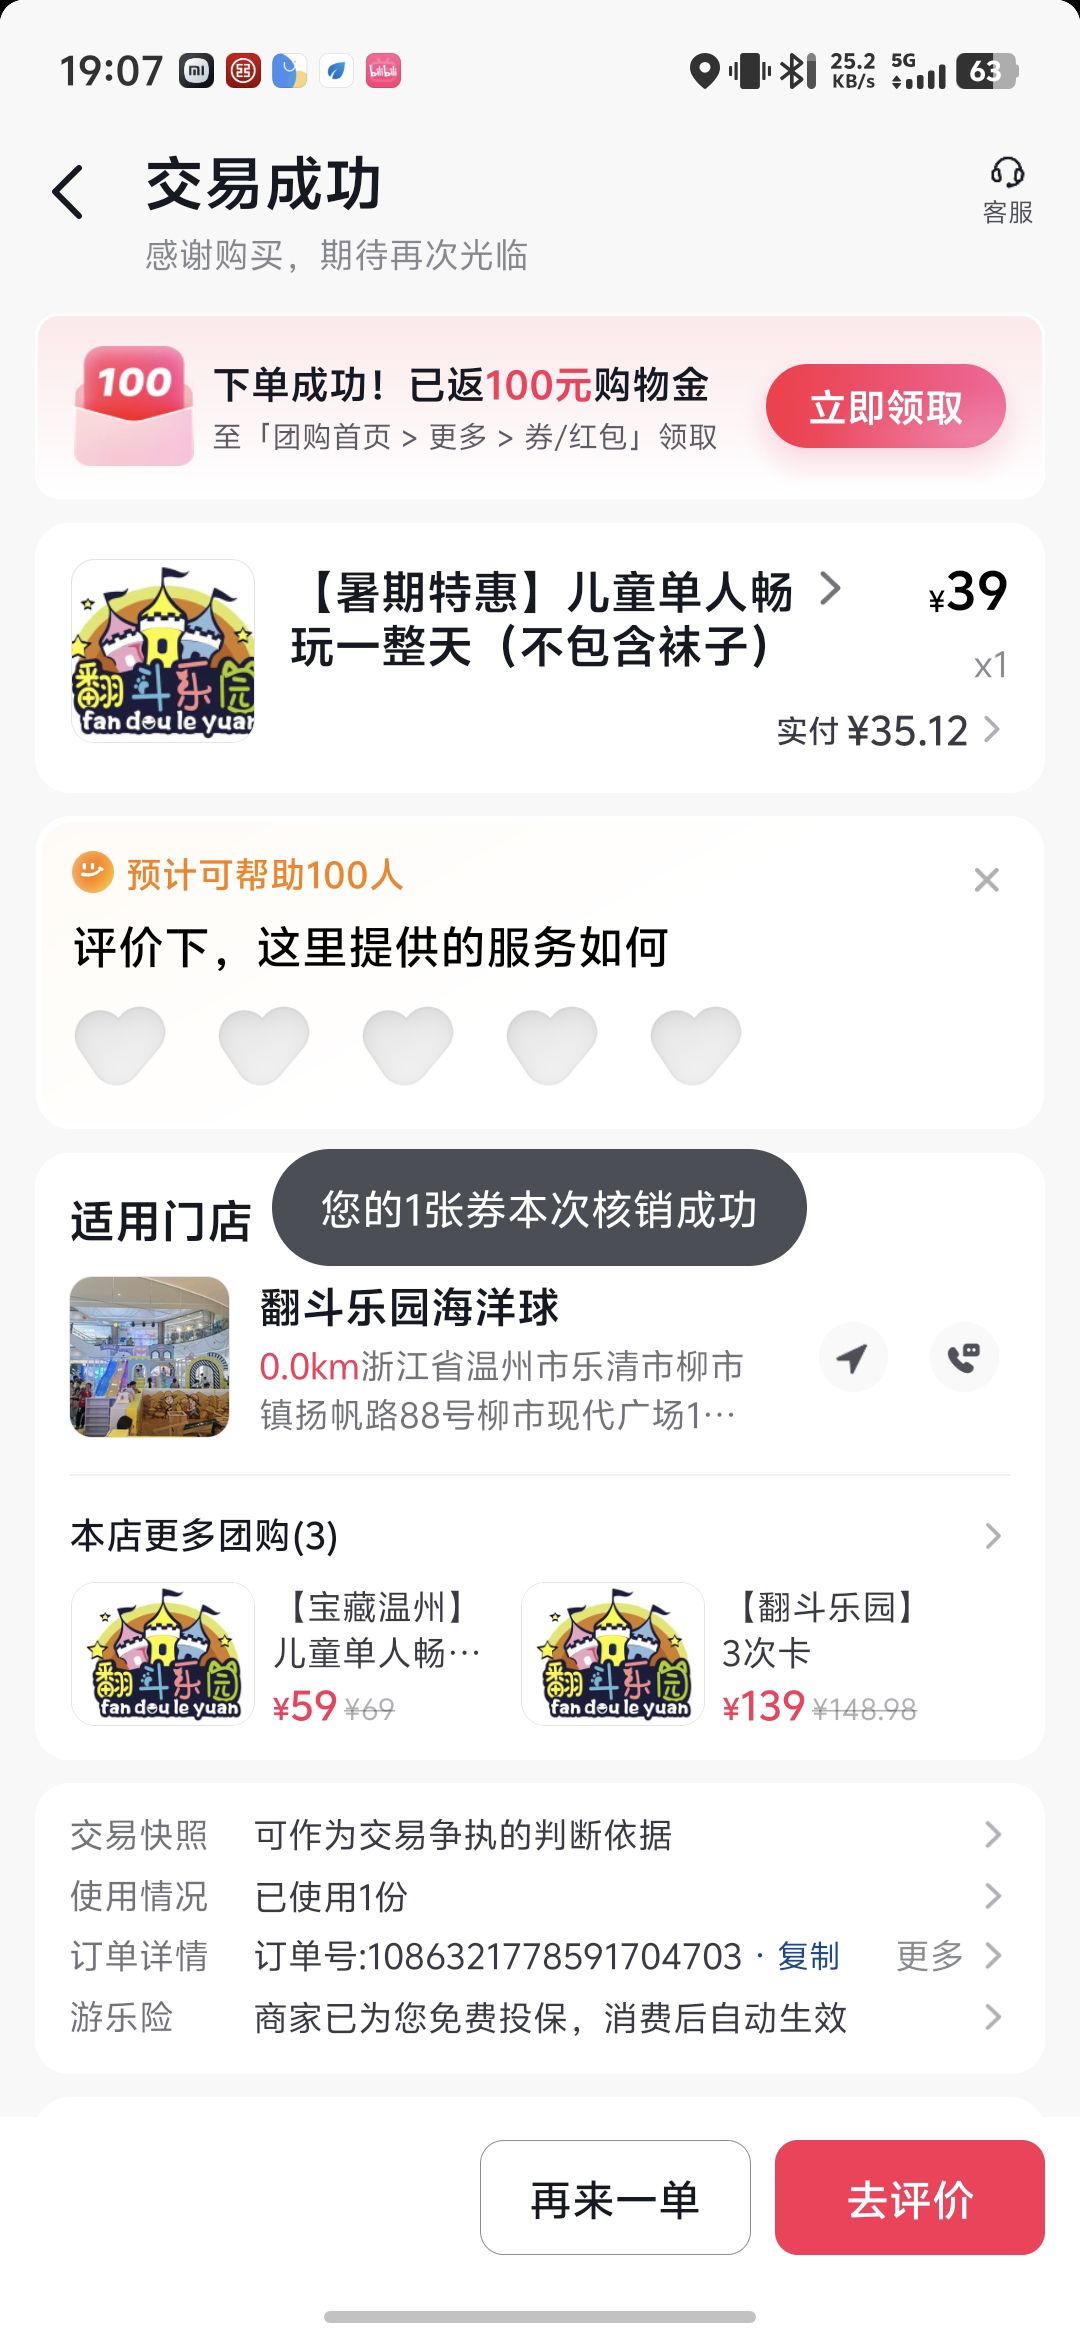 19:07
25.2
KB/s
5G
63
交易成功
客服
感谢购买，期待再次光临
100
下单成功！已返100元购物金
至「团购首页 > 更多 > 券/红包」领取
立即领取
【暑期特惠】儿童单人畅
玩一整天（不包含袜子）
¥39
x1
实付 ¥35.12
翻斗乐园
fan dou le yuan
预计可帮助100人
评价下，这里提供的服务如何
适用门店
您的1张券本次核销成功
翻斗乐园海洋球
0.0km浙江省温州市乐清市柳市
镇扬帆路88号柳市现代广场1…
本店更多团购(3)
翻斗乐园
fan dou le yuan
【宝藏温州】
儿童单人畅…
¥59 ¥69
翻斗乐园
fan dou le yuan
【翻斗乐园】
3次卡
¥139 ¥148.98
交易快照 可作为交易争执的判断依据
使用情况 已使用1份
订单详情 订单号:1086321778591704703 · 复制 更多
游乐险 商家已为您免费投保，消费后自动生效
再来一单
去评价